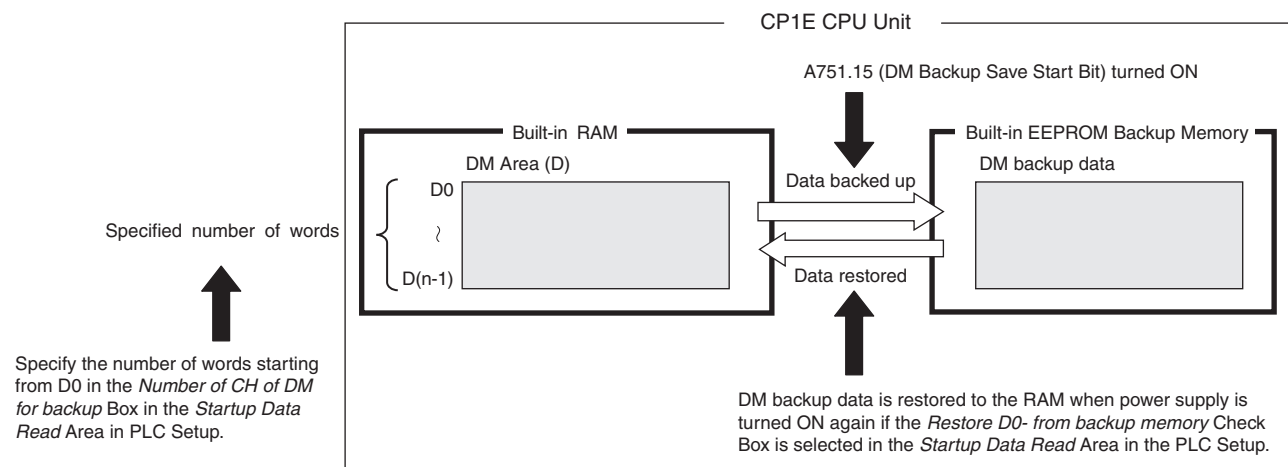 CP1E CPU Unit
A751.15 (DM Backup Save Start Bit) turned ON
Built-in RAM
Built-in EEPROM Backup Memory
DM Area (D)
DM backup data
D0
~
D(n-1)
Data backed up
Data restored
Specified number of words
Specify the number of words starting
from D0 in the Number of CH of DM
for backup Box in the Startup Data
Read Area in PLC Setup.
DM backup data is restored to the RAM when power supply is
turned ON again if the Restore D0- from backup memory Check
Box is selected in the Startup Data Read Area in the PLC Setup.